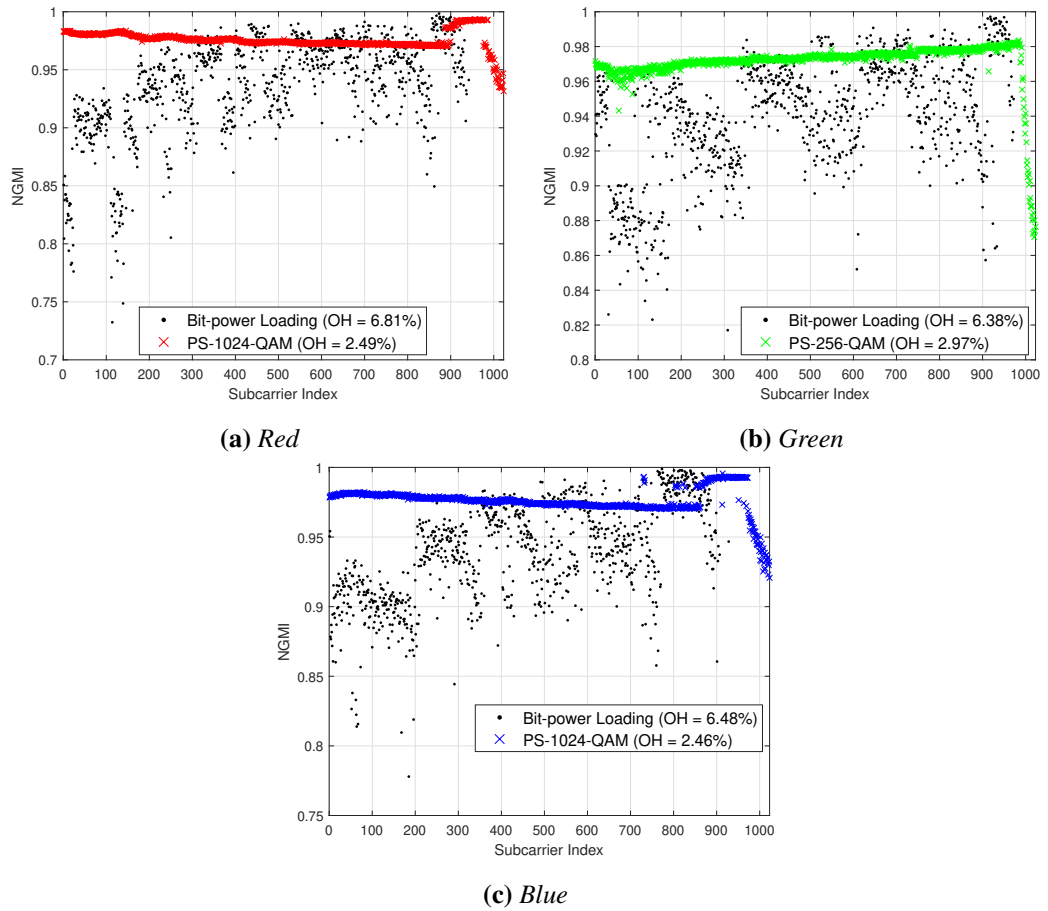 1
0.95
0.9
0.85
0.8
0.75
0.7
NGMI
Bit-power Loading (OH = 6.81%)
PS-1024-QAM (OH = 2.49%)
0 100 200 300 400 500 600 700 800 900 1000
Subcarrier Index
(a) Red
1
0.98
0.96
0.94
0.92
0.9
0.88
0.86
0.84
0.82
0.8
NGMI
Bit-power Loading (OH = 6.38%)
PS-256-QAM (OH = 2.97%)
0 100 200 300 400 500 600 700 800 900 1000
Subcarrier Index
(b) Green
1
0.95
0.9
0.85
0.8
0.75
NGMI
Bit-power Loading (OH = 6.48%)
PS-1024-QAM (OH = 2.46%)
0 100 200 300 400 500 600 700 800 900 1000
Subcarrier Index
(c) Blue